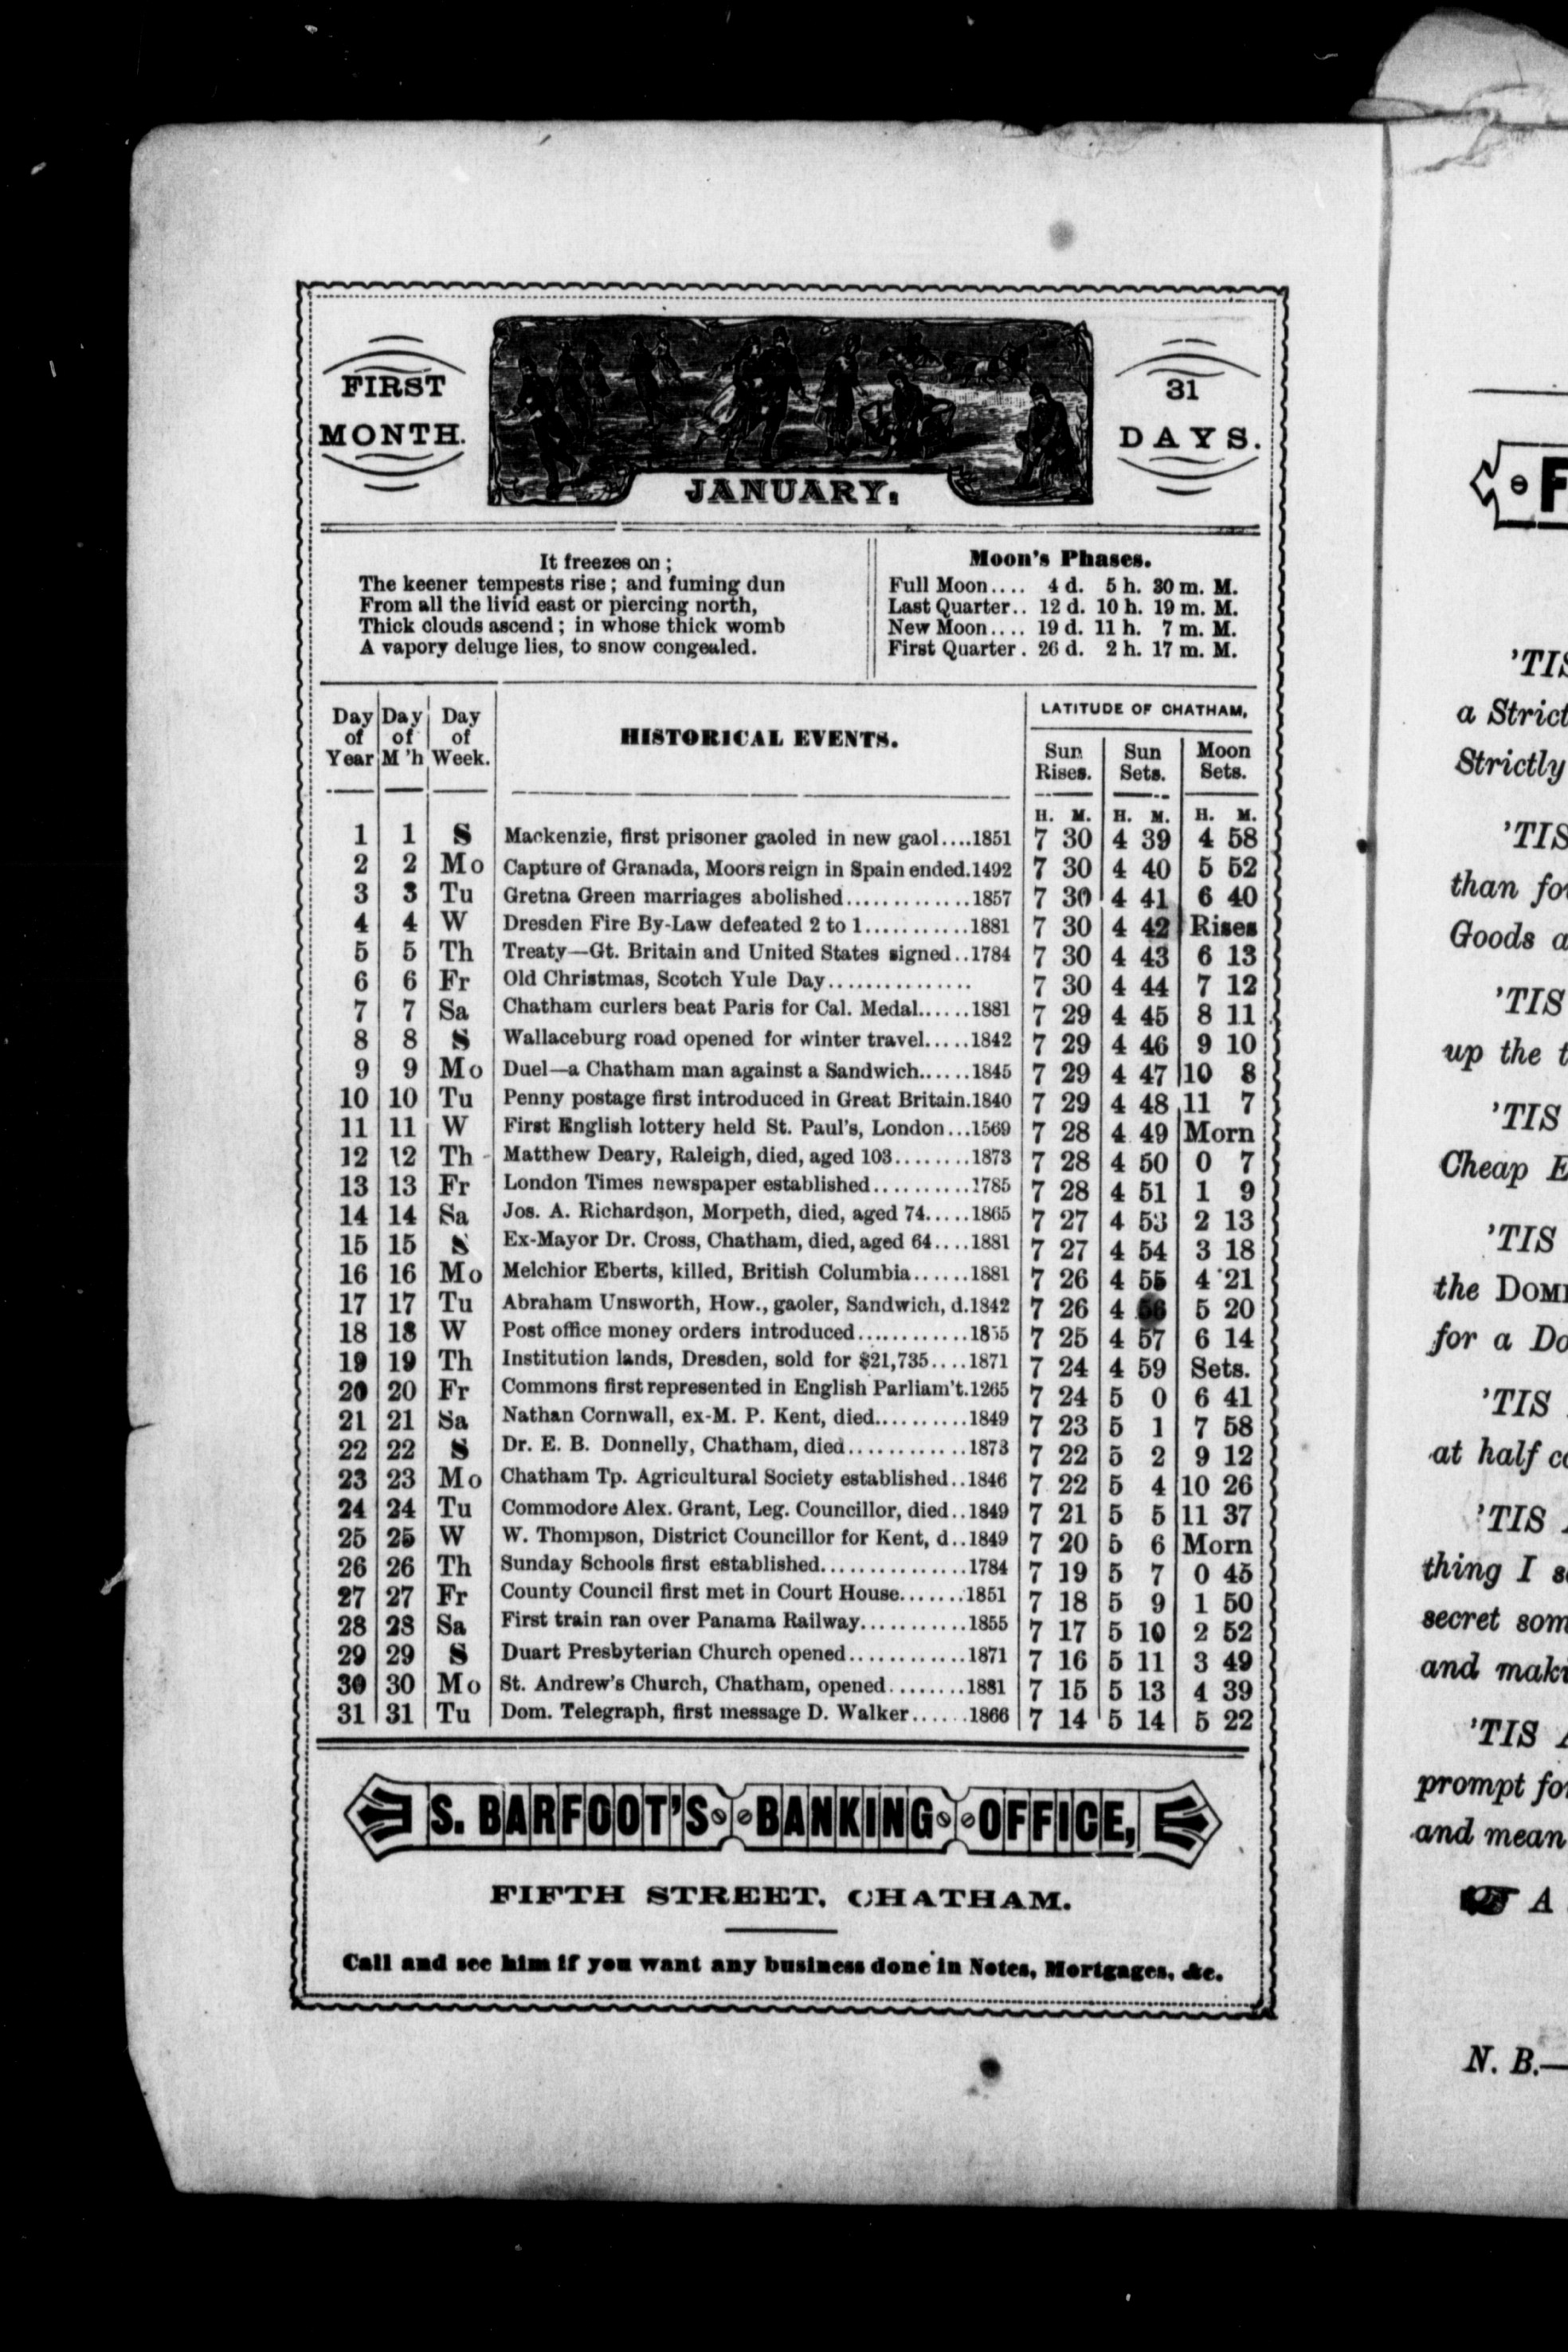 FIRST
MONTH.
JANUARY.
31
DAYS.
It freezes on ;
The keener tempests rise ; and fuming dun
From all the livid east or piercing north,
Thick clouds ascend ; in whose thick womb
A vapory deluge lies, to snow congealed.
Moon's Phases.
Full Moon.... 4 d. 5 h. 30 m. M.
Last Quarter.. 12 d. 10 h. 19 m. M.
New Moon.... 19 d. 11 h. 7 m. M.
First Quarter. 26 d. 2 h. 17 m. M.
Day of Year
Day of M'h
Day of Week.
HISTORICAL EVENTS.
LATITUDE OF CHATHAM,
Sun Rises.
Sun Sets.
Moon Sets.
H. M. H. M. H. M.
1 1 S Mackenzie, first prisoner gaoled in new gaol....1851 7 30 4 39 4 58
2 2 Mo Capture of Granada, Moors reign in Spain ended.1492 7 30 4 40 5 52
3 3 Tu Gretna Green marriages abolished.............1857 7 30 4 41 6 40
4 4 W Dresden Fire By-Law defeated 2 to 1...........1881 7 30 4 42 Rises
5 5 Th Treaty—Gt. Britain and United States signed..1784 7 30 4 43 6 13
6 6 Fr Old Christmas, Scotch Yule Day............... 7 30 4 44 7 12
7 7 Sa Chatham curlers beat Paris for Cal. Medal......1881 7 29 4 45 8 11
8 8 S Wallaceburg road opened for winter travel.....1842 7 29 4 46 9 10
9 9 Mo Duel—a Chatham man against a Sandwich......1845 7 29 4 47 10 8
10 10 Tu Penny postage first introduced in Great Britain.1840 7 29 4 48 11 7
11 11 W First English lottery held St. Paul's, London...1569 7 28 4 49 Morn
12 12 Th Matthew Deary, Raleigh, died, aged 103........1873 7 28 4 50 0 7
13 13 Fr London Times newspaper established..........1785 7 28 4 51 1 9
14 14 Sa Jos. A. Richardson, Morpeth, died, aged 74.....1865 7 27 4 53 2 13
15 15 S Ex-Mayor Dr. Cross, Chatham, died, aged 64....1881 7 27 4 54 3 18
16 16 Mo Melchior Eberts, killed, British Columbia......1881 7 26 4 55 4 21
17 17 Tu Abraham Unsworth, How., gaoler, Sandwich, d.1842 7 26 4 56 5 20
18 18 W Post office money orders introduced............1855 7 25 4 57 6 14
19 19 Th Institution lands, Dresden, sold for $21,735....1871 7 24 4 59 Sets.
20 20 Fr Commons first represented in English Parliam't.1265 7 24 5 0 6 41
21 21 Sa Nathan Cornwall, ex-M. P. Kent, died..........1849 7 23 5 1 7 58
22 22 S Dr. E. B. Donnelly, Chatham, died.............1873 7 22 5 2 9 12
23 23 Mo Chatham Tp. Agricultural Society established..1846 7 22 5 4 10 26
24 24 Tu Commodore Alex. Grant, Leg. Councillor, died..1849 7 21 5 5 11 37
25 25 W W. Thompson, District Councillor for Kent, d..1849 7 20 5 6 Morn
26 26 Th Sunday Schools first established................1784 7 19 5 7 0 45
27 27 Fr County Council first met in Court House.......1851 7 18 5 9 1 50
28 28 Sa First train ran over Panama Railway...........1855 7 17 5 10 2 52
29 29 S Duart Presbyterian Church opened.............1871 7 16 5 11 3 49
30 30 Mo St. Andrew's Church, Chatham, opened........1881 7 15 5 13 4 39
31 31 Tu Dom. Telegraph, first message D. Walker......1866 7 14 5 14 5 22
S. BARFOOT'S BANKING OFFICE,
FIFTH STREET, CHATHAM.
Call and see him if you want any business done in Notes, Mortgages, &c.
F
'TIS
a Strict
Strictly
'TIS
than
Goods
'TIS
up the
'TIS
Cheap
'TIS
the
for a
'TIS
at half
'TIS
thing I
secret
and
'TIS
prompt
and mean
☞ A
N. B.—